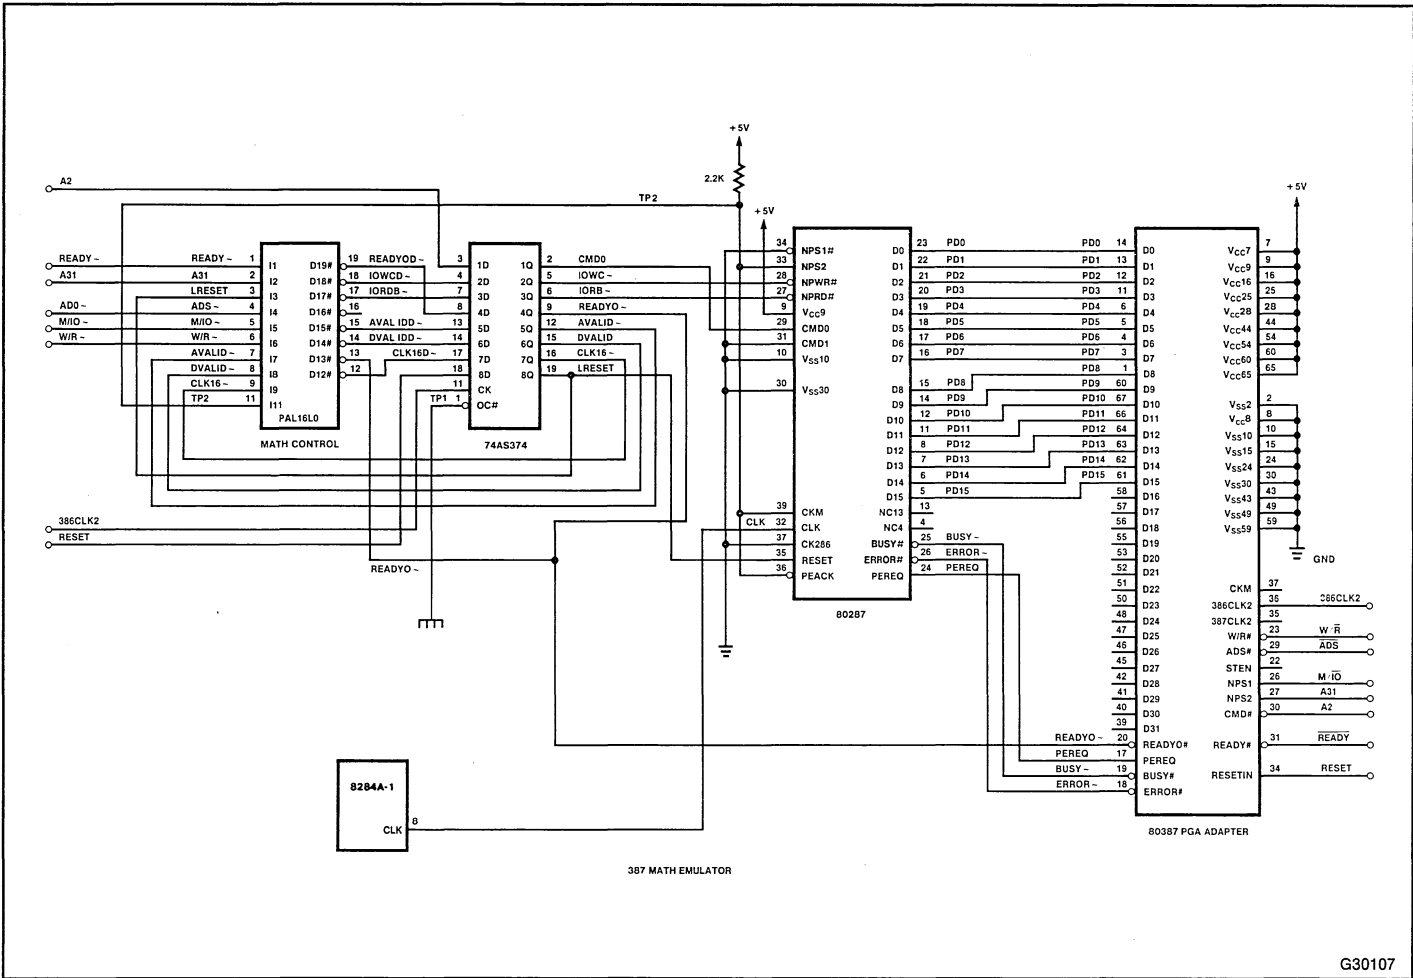 +5V
2.2K
TP2
+5V
+5V
A2
READY~ READY~ 1 I1
A31 A31 2 I2
LRESET 3 I3
AD0~ ADS~ 4 I4
M/IO~ M/IO~ 5 I5
W/R~ W/R~ 6 I6
AVALID~ 7 I7
DVALID~ 8 I8
CLK16~ 9 I9
TP2 11 I11
D19# 19 READYOD~
D18# 18 IOWCD~
D17# 17 IORDB~
D16# 16
D15# 15 AVALIDD~
D14# 14 DVALIDD~
D13# 13
D12# 12 CLK16D~
PAL16L0
MATH CONTROL
3 1D 1Q 2 CMD0
4 2D 2Q 5 IOWC~
7 3D 3Q 6 IORB~
8 4D 4Q 9 READYO~
13 5D 5Q 12 AVALID~
14 6D 6Q 15 DVALID
17 7D 7Q 16 CLK16~
18 8D 8Q 19 LRESET
11 CK
TP1 1 OC#
74AS374
386CLK2
RESET
READYO~
34 NPS1#
33 NPS2
28 NPWR#
27 NPRD#
9 Vcc9
29 CMD0
31 CMD1
10 Vss10
30 Vss30
39 CKM
CLK 32 CLK
37 CK286
35 RESET
36 PEACK
D0 23 PD0
D1 22 PD1
D2 21 PD2
D3 20 PD3
D4 19 PD4
D5 18 PD5
D6 17 PD6
D7 16 PD7
D8 15 PD8
D9 14 PD9
D10 12 PD10
D11 11 PD11
D12 8 PD12
D13 7 PD13
D14 6 PD14
D15 5 PD15
NC13 13
NC4 4
BUSY# 25 BUSY~
ERROR# 26 ERROR~
PEREQ 24 PEREQ
80287
PD0 14 D0
PD1 13 D1
PD2 12 D2
PD3 11 D3
PD4 6 D4
PD5 5 D5
PD6 4 D6
PD7 3 D7
PD8 1 D8
PD9 60 D9
PD10 67 D10
PD11 66 D11
PD12 64 D12
PD13 63 D13
PD14 62 D14
PD15 61 D15
58 D16
57 D17
56 D18
55 D19
53 D20
52 D21
51 D22
50 D23
48 D24
47 D25
46 D26
45 D27
42 D28
41 D29
40 D30
39 D31
READYO~ 20 READYO#
PEREQ 17 PEREQ
BUSY~ 19 BUSY#
ERROR~ 18 ERROR#
Vcc7 7
Vcc9 9
Vcc16 16
Vcc25 25
Vcc28 28
Vcc44 44
Vcc54 54
Vcc60 60
Vcc65 65
Vss2 2
Vcc8 8
Vss10 10
Vss15 15
Vss24 24
Vss30 30
Vss43 43
Vss49 49
Vss59 59
GND
CKM 37
386CLK2 36 386CLK2
387CLK2 35
W/R# 23 W/R̅
ADS# 29 A̅D̅S̅
STEN 22
NPS1 26 M/I̅O̅
NPS2 27 A31
CMD# 30 A2
READY# 31 R̅E̅A̅D̅Y̅
RESETIN 34 RESET
80387 PGA ADAPTER
8284A-1
CLK 8
387 MATH EMULATOR
G30107